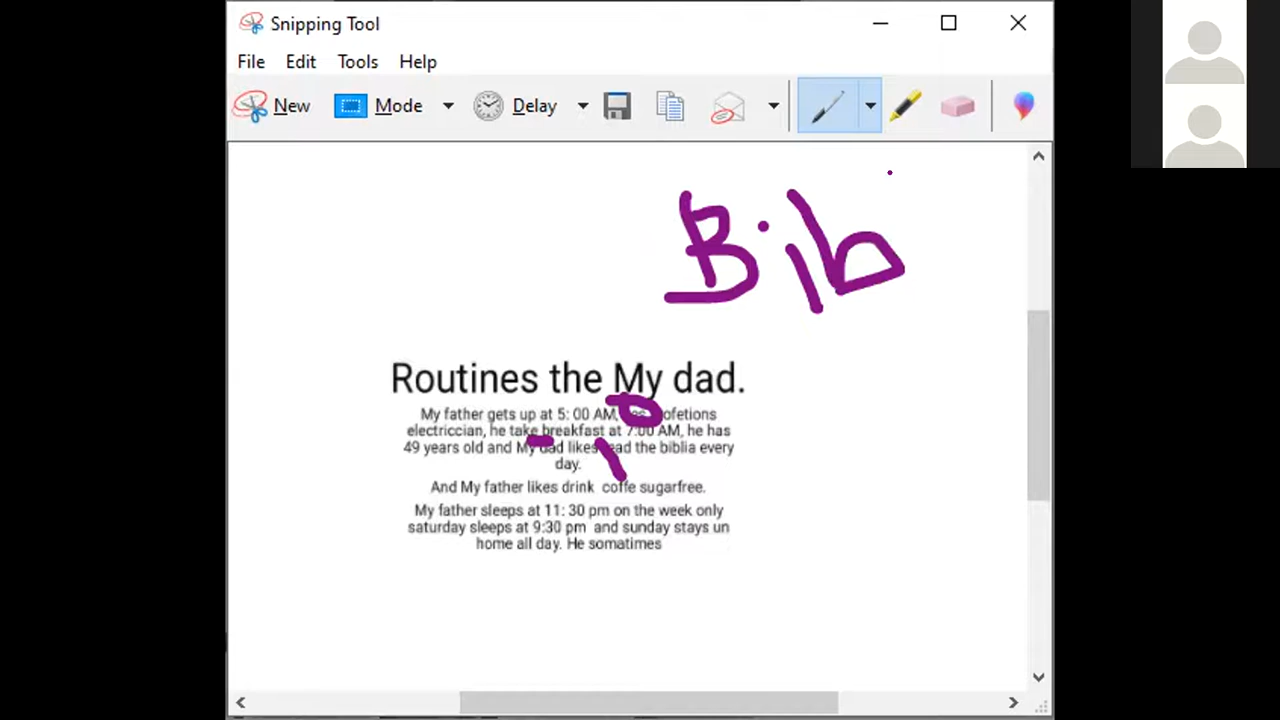 Snipping Tool
File Edit Tools Help
New Mode Delay
Bib
Routines the My dad.
My father gets up at 5: 00 AM,
electriccian, he take breakfast at 7:00 AM, he has
49 years old and My dad likes read the biblia every
day.
And My father likes drink coffe sugarfree.
My father sleeps at 11: 30 pm on the week only
saturday sleeps at 9:30 pm and sunday stays un
home all day. He somatimes